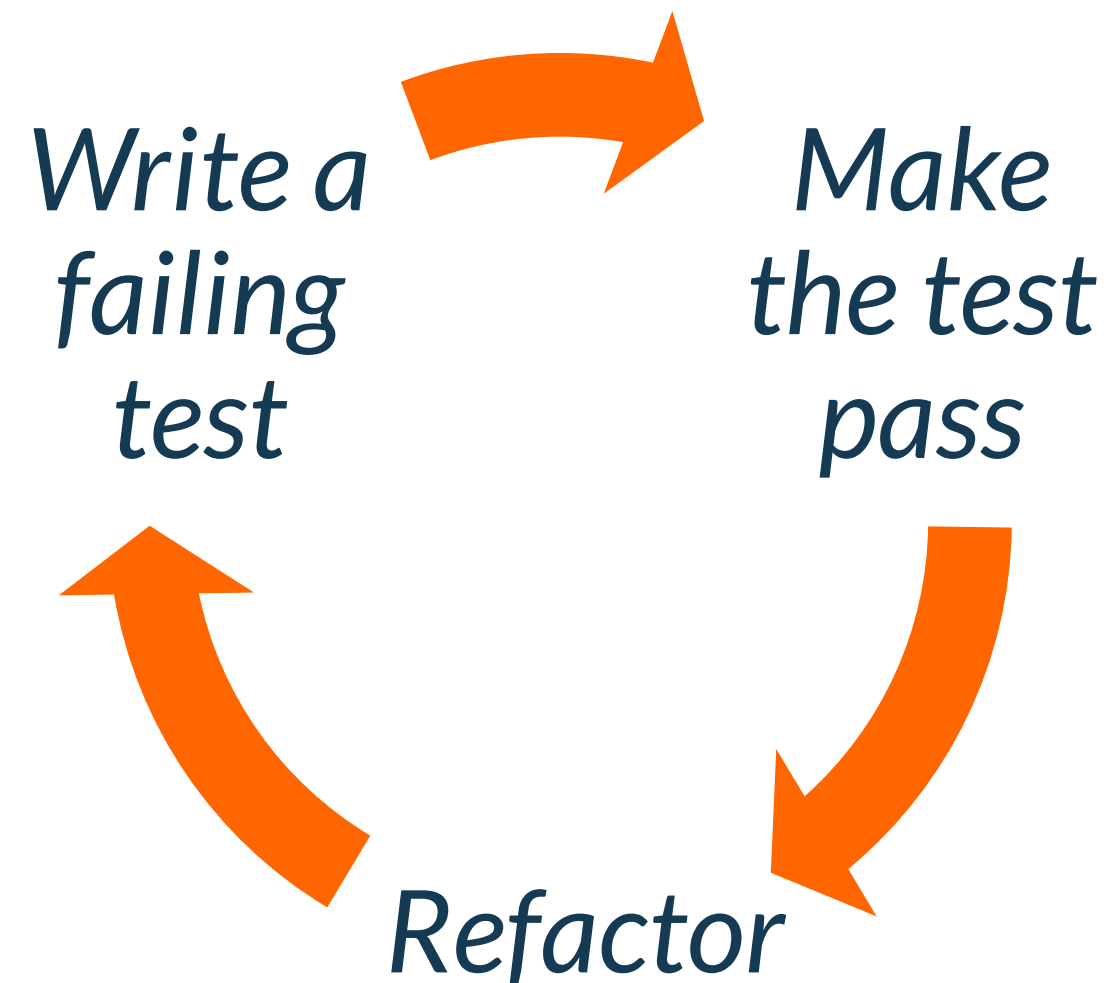 Write a
failing
test
Make
the test
pass
Refactor